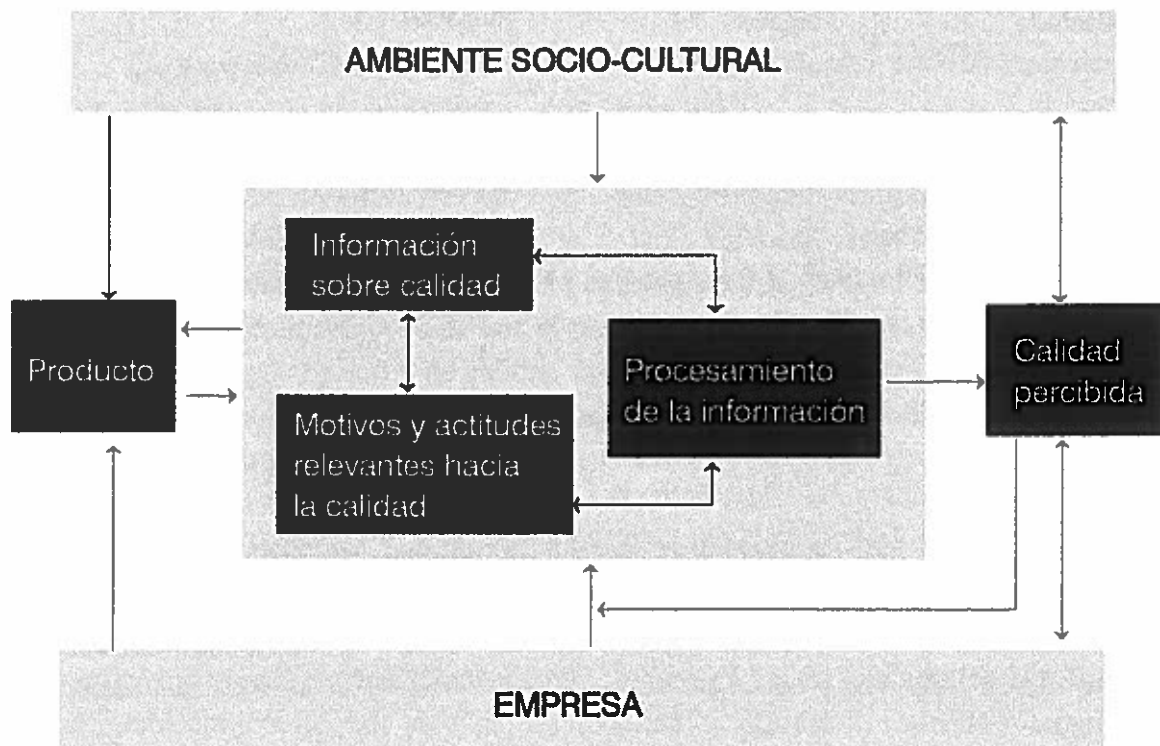 AMBIENTE SOCIO-CULTURAL
Información
sobre calidad
Producto
Motivos y actitudes
relevantes hacia
la calidad
Procesamiento
de la información
Calidad
percibida
EMPRESA